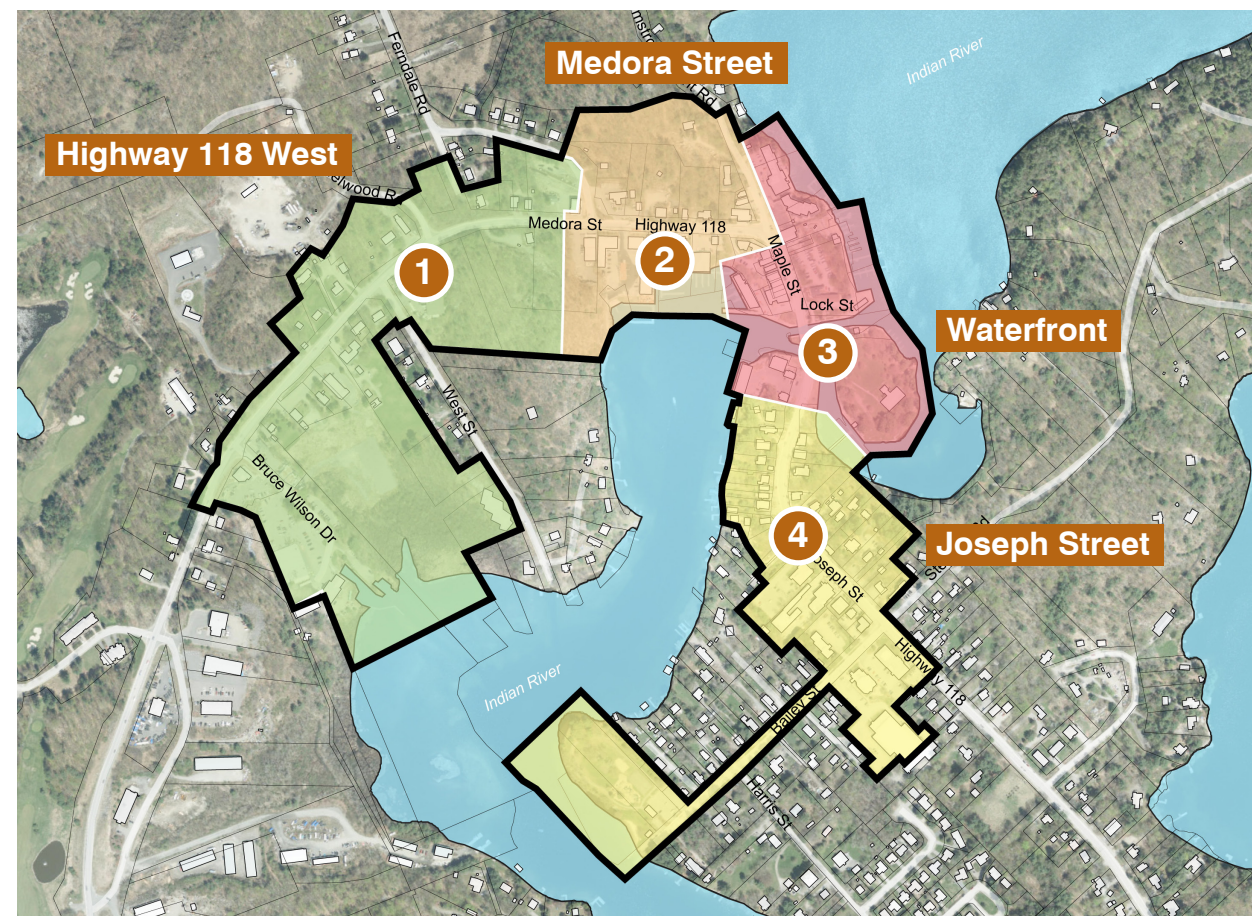 Medora Street
Indian River
Ferndale Rd
Highway 118 West
Medora St
Highway 118
1
2
Maple St
Lock St
Waterfront
3
West St
Bruce Wilson Dr
4
Joseph Street
Joseph St
Highway 118
Indian River
Bailey St
Harris St